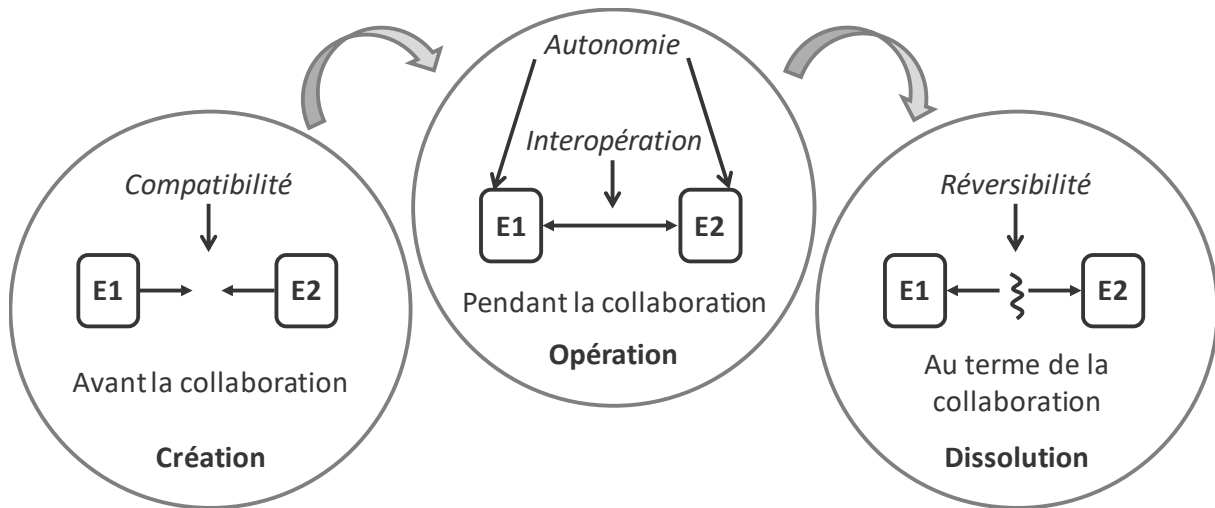 Compatibilité
E1
E2
Avant la collaboration
Création
Autonomie
Interopération
E1
E2
Pendant la collaboration
Opération
Réversibilité
E1
E2
Au terme de la
collaboration
Dissolution